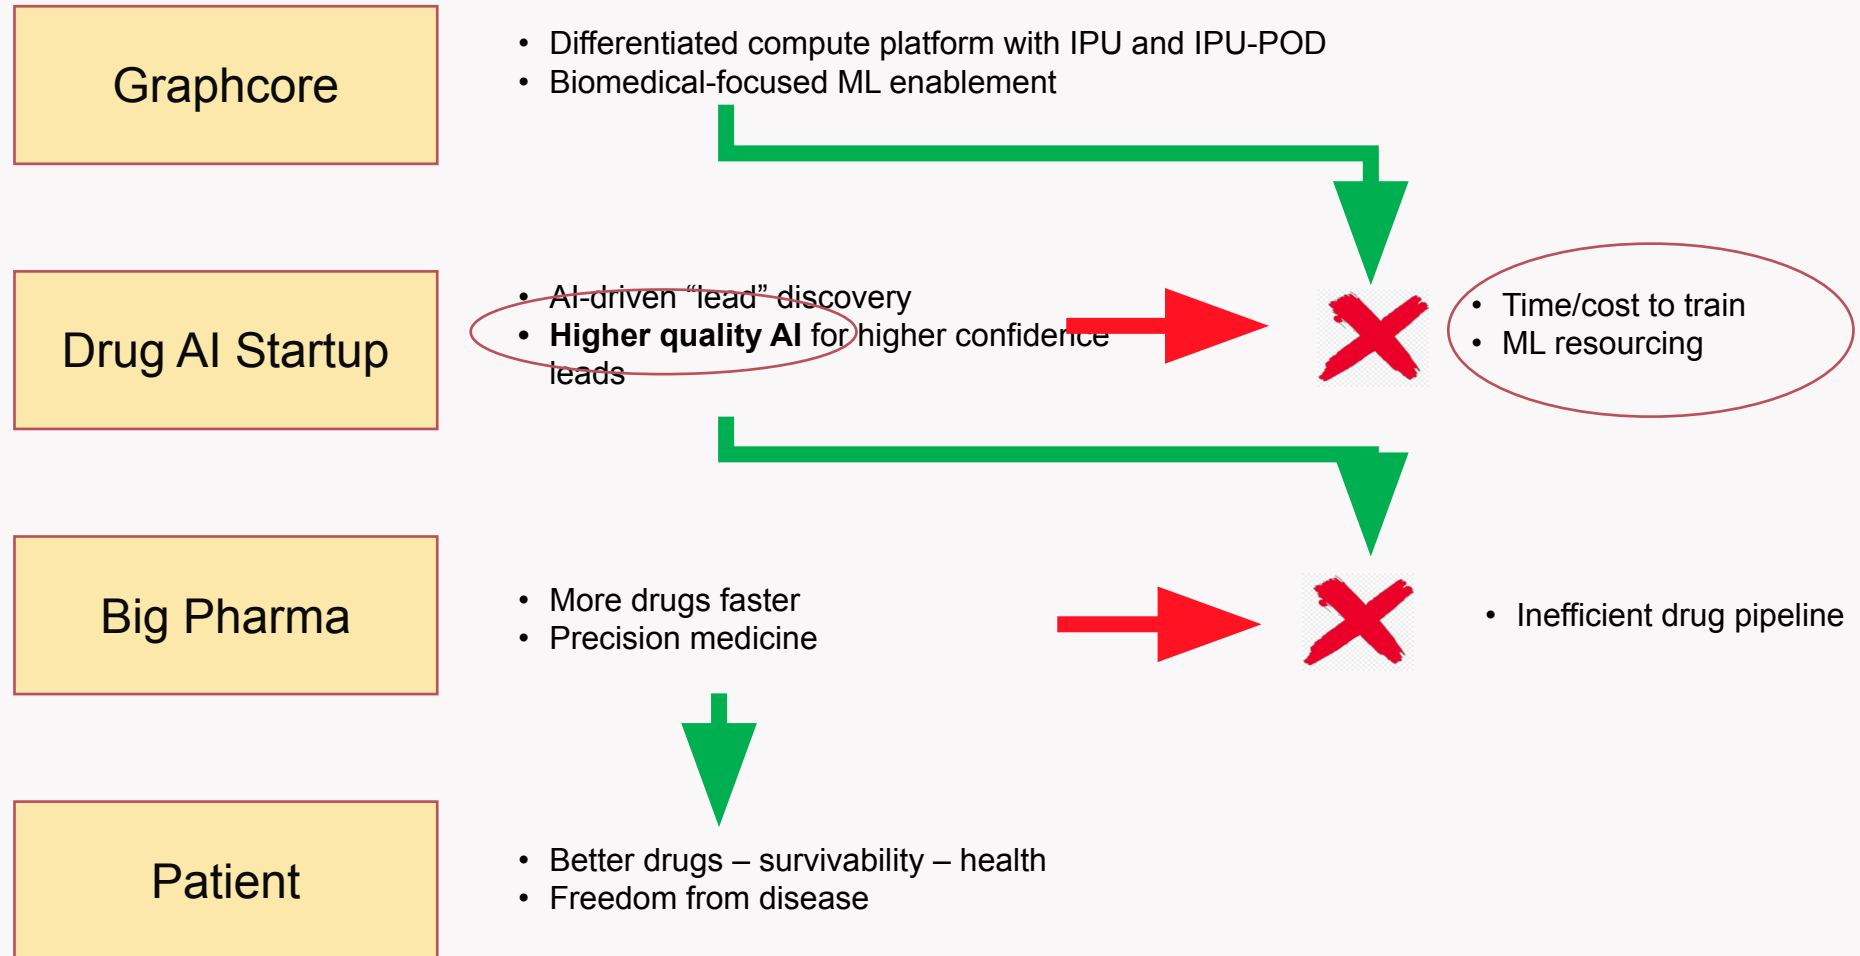 Graphcore
• Differentiated compute platform with IPU and IPU-POD
• Biomedical-focused ML enablement
Drug AI Startup
• AI-driven “lead” discovery
• Higher quality AI for higher confidence
leads
• Time/cost to train
• ML resourcing
Big Pharma
• More drugs faster
• Precision medicine
• Inefficient drug pipeline
Patient
• Better drugs – survivability – health
• Freedom from disease